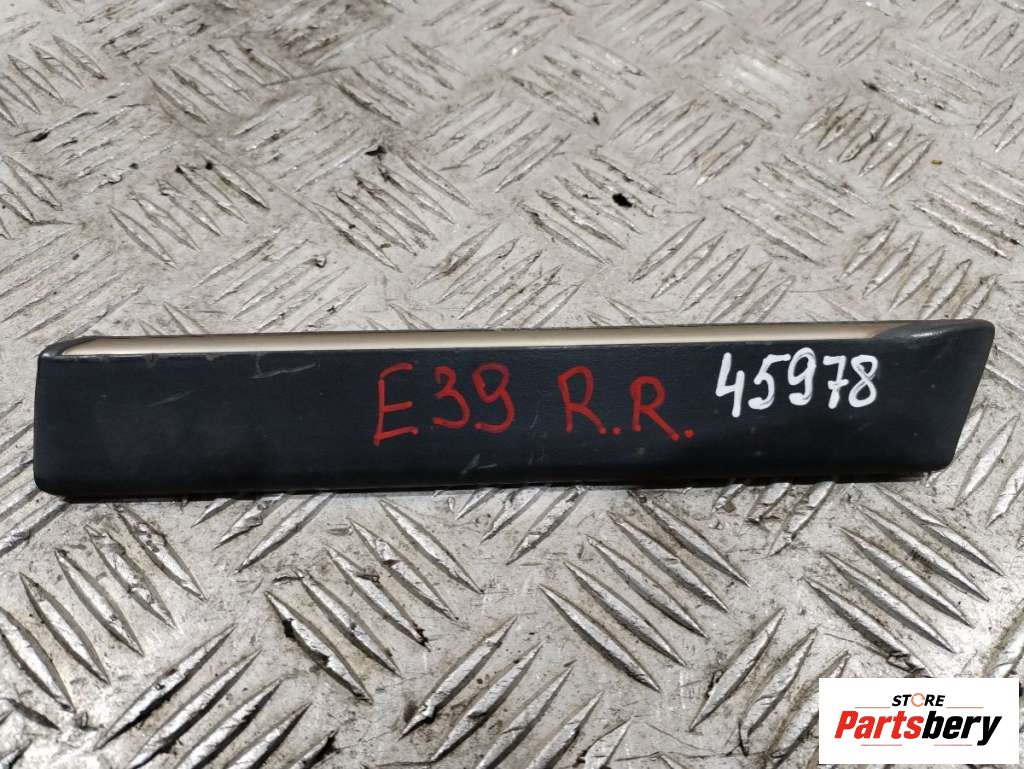 E39 R.R. 45978
STORE
Partsbery